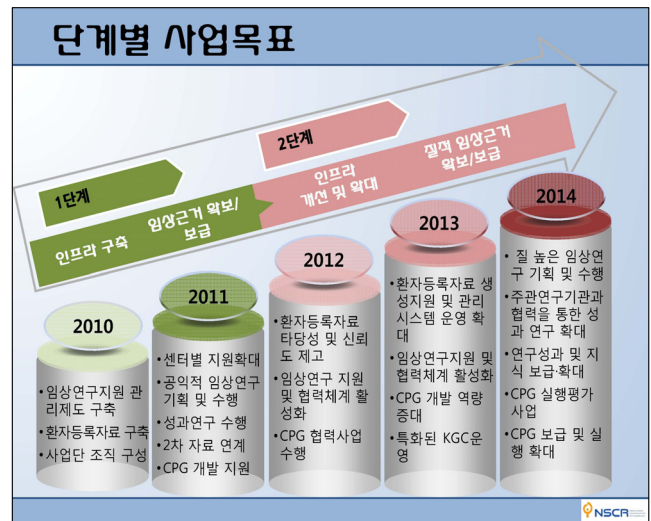 단계별 사업목표
1단계
인프라 구축
임상근거 확보/
보급
2단계
인프라
개선 및 확대
질적 임상근거
확보/보급
2010
•임상연구지원 관
리제도 구축
•환자등록자료 구축
•사업단 조직 구성
2011
•센터별 지원확대
•공익적 임상연구
기획 및 수행
•성과연구 수행
•2차 자료 연계
•CPG 개발 지원
2012
•환자등록자료
타당성 및 신뢰
도 제고
•임상연구 지원
및 협력체계 활
성화
•CPG 협력사업
수행
2013
•환자등록자료 생
성지원 및 관리
시스템 운영 확
대
•임상연구지원 및
협력체계 활성화
•CPG 개발 역량
증대
•특화된 KGC운
영
2014
• 질 높은 임상연
구 기획 및 수행
•주관연구기관과
협력을 통한 성
과 연구 확대
•연구성과 및 지
식 보급·확대
•CPG 실행평가
사업
•CPG 보급 및 실
행 확대
NSCR